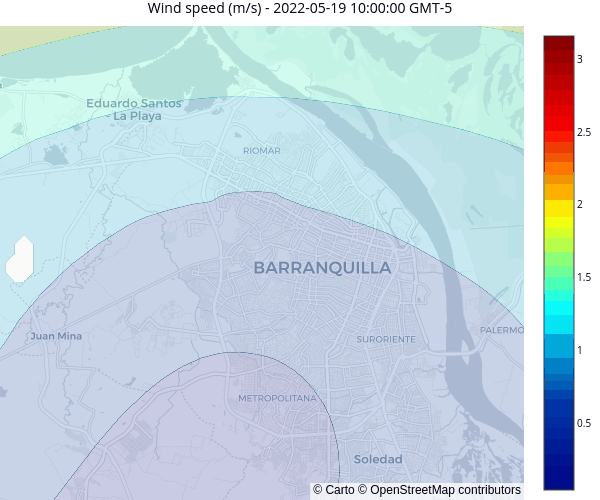 Wind speed (m/s) - 2022-05-19 10:00:00 GMT-5
Eduardo Santos
La Playa
RIOMAR
BARRANQUILLA
Juan Mina
PALERMO
SURORIENTE
METROPOLITANA
Soledad
© Carto © OpenStreetMap contributors
3
2.5
2
1.5
1
0.5